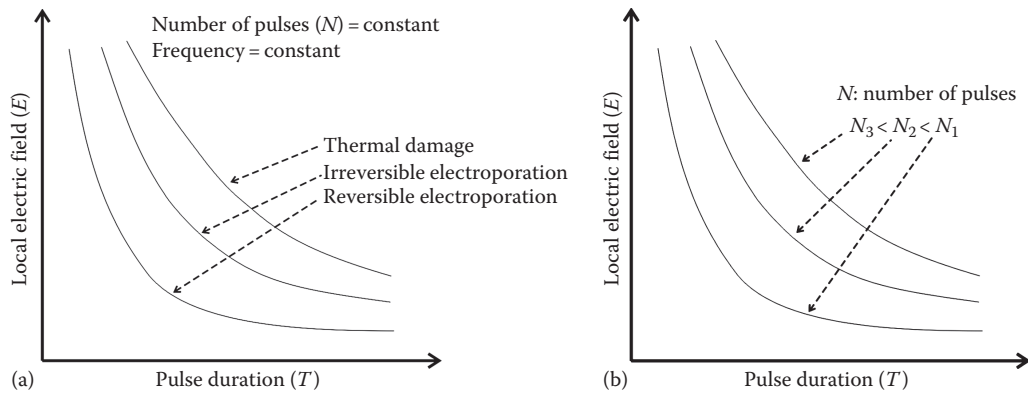 Number of pulses (N) = constant
Frequency = constant
Thermal damage
Irreversible electroporation
Reversible electroporation
Local electric field (E)
Pulse duration (T)
(a)
N: number of pulses
N3 < N2 < N1
Local electric field (E)
Pulse duration (T)
(b)